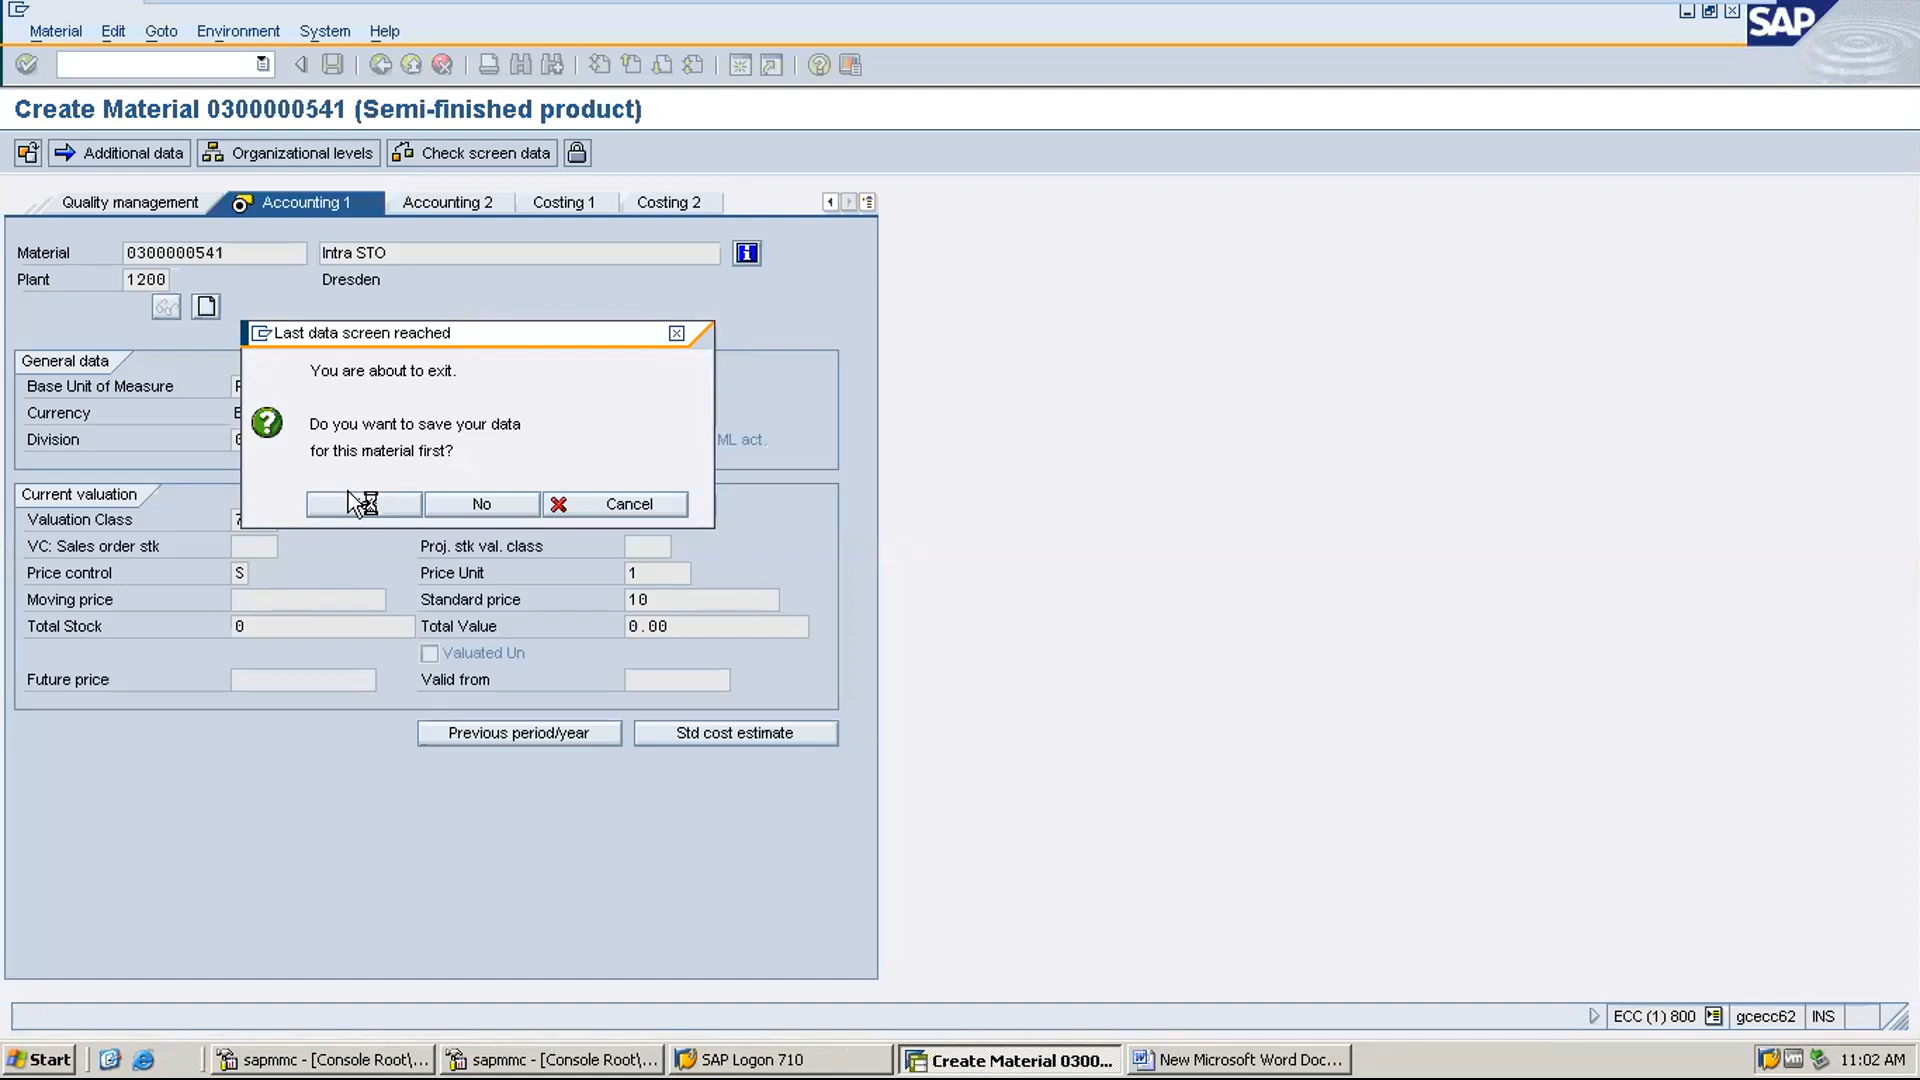 Material Edit Goto Environment System Help
SAP
Create Material 0300000541 (Semi-finished product)
Additional data Organizational levels Check screen data
Quality management Accounting 1 Accounting 2 Costing 1 Costing 2
Material 0300000541 Intra STO
Plant 1200 Dresden
Last data screen reached
You are about to exit.
Do you want to save your data
for this material first?
No Cancel
General data
Base Unit of Measure
Currency
Division ML act.
Current valuation
Valuation Class
VC: Sales order stk Proj. stk val. class
Price control S Price Unit 1
Moving price Standard price 10
Total Stock 0 Total Value 0.00
Valuated Un
Future price Valid from
Previous period/year Std cost estimate
ECC (1) 800 gcecc62 INS
Start sapmmc - [Console Root\... sapmmc - [Console Root\... SAP Logon 710 Create Material 0300... New Microsoft Word Doc... 11:02 AM